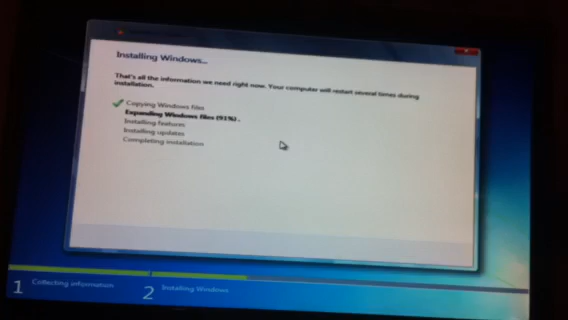 Installing Windows...
That's all the information we need right now. Your computer will restart several times during
installation.
Copying Windows files
Expanding Windows files (91%) .
Installing features
Installing updates
Completing installation
1 Collecting information
2 Installing Windows